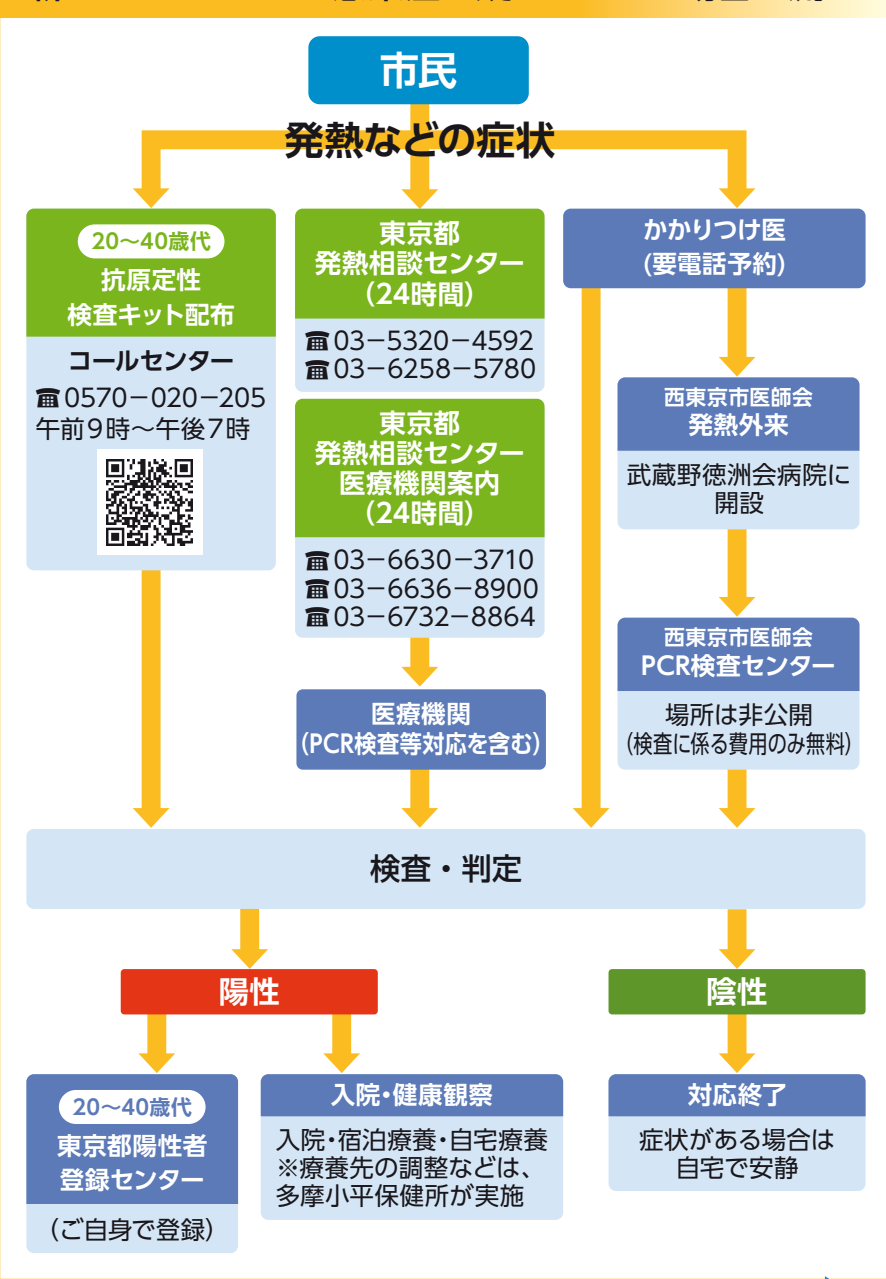 市民
発熱などの症状
20〜40歳代
抗原定性
検査キット配布
コールセンター
☎0570−020−205
午前9時〜午後7時
東京都
発熱相談センター
(24時間)
☎03−5320−4592
☎03−6258−5780
東京都
発熱相談センター
医療機関案内
(24時間)
☎03−6630−3710
☎03−6636−8900
☎03−6732−8864
医療機関
(PCR検査等対応を含む)
かかりつけ医
(要電話予約)
西東京市医師会
発熱外来
武蔵野徳洲会病院に
開設
西東京市医師会
PCR検査センター
場所は非公開
(検査に係る費用のみ無料)
検査・判定
陽性
陰性
20〜40歳代
東京都陽性者
登録センター
(ご自身で登録)
入院・健康観察
入院・宿泊療養・自宅療養
※療養先の調整などは、
多摩小平保健所が実施
対応終了
症状がある場合は
自宅で安静